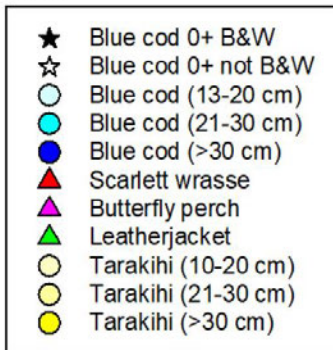 Blue cod 0+ B&W
Blue cod 0+ not B&W
Blue cod (13-20 cm)
Blue cod (21-30 cm)
Blue cod (>30 cm)
Scarlett wrasse
Butterfly perch
Leatherjacket
Tarakihi (10-20 cm)
Tarakihi (21-30 cm)
Tarakihi (>30 cm)